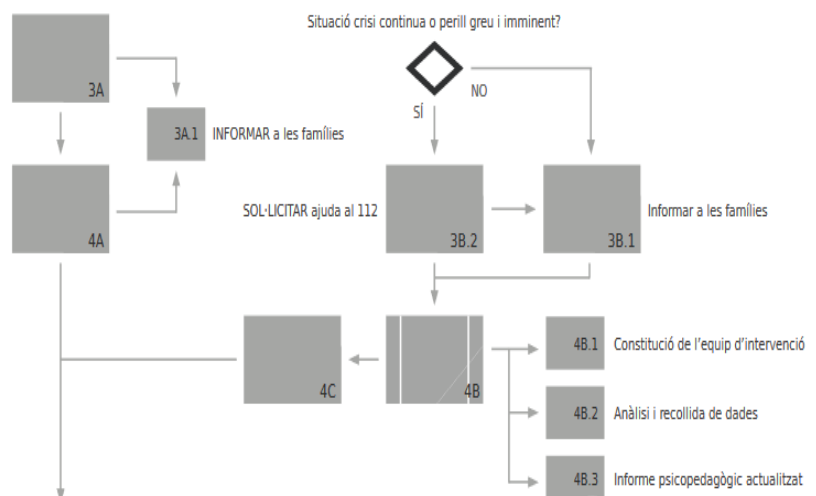 Situació crisi continua o perill greu i imminent?
3A
NO
SÍ
3A.1 INFORMAR a les famílies
SOL·LICITAR ajuda al 112
Informar a les famílies
4A
3B.2
3B.1
4B.1 Constitució de l'equip d'intervenció
4C
4B
4B.2 Anàlisi i recollida de dades
4B.3 Informe psicopedagògic actualitzat